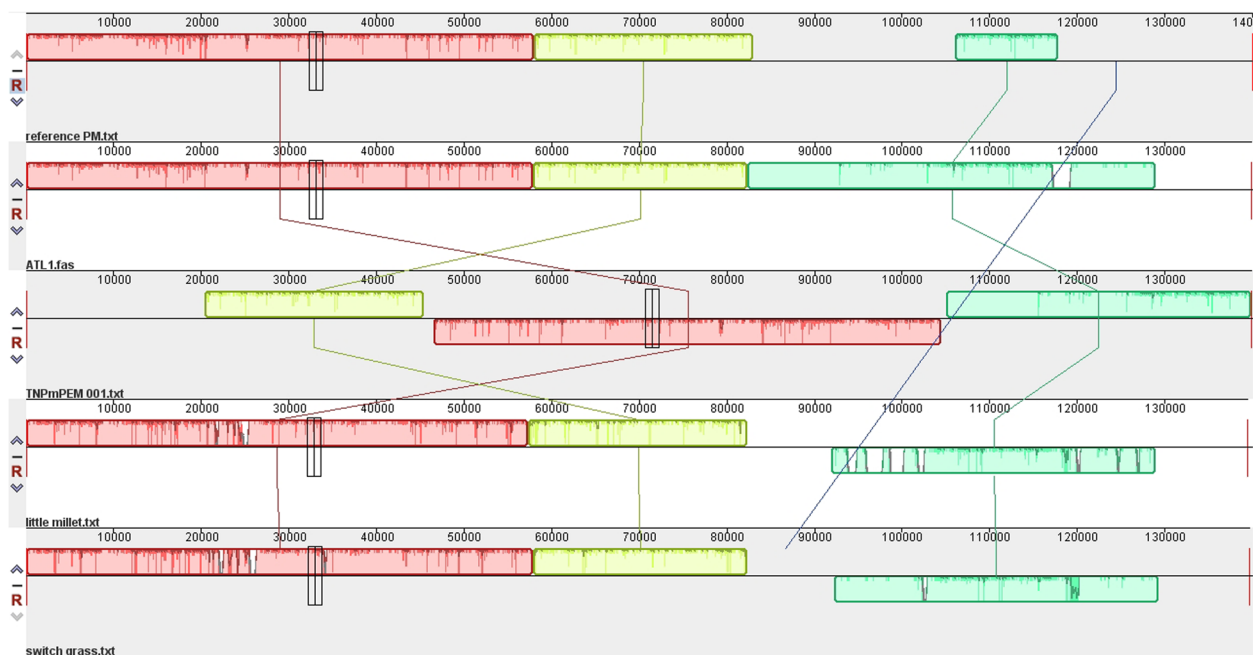 10000 20000 30000 40000 50000 60000 70000 80000 90000 100000 110000 120000 130000 140
R
reference PM.txt
10000 20000 30000 40000 50000 60000 70000 80000 90000 100000 110000 120000 130000
R
ATL1.fas
10000 20000 30000 40000 50000 60000 70000 80000 90000 100000 110000 120000 130000
R
TNPmPEM 001.txt
10000 20000 30000 40000 50000 60000 70000 80000 90000 100000 110000 120000 130000
R
little millet.txt
10000 20000 30000 40000 50000 60000 70000 80000 90000 100000 110000 120000 130000
R
switch grass.txt